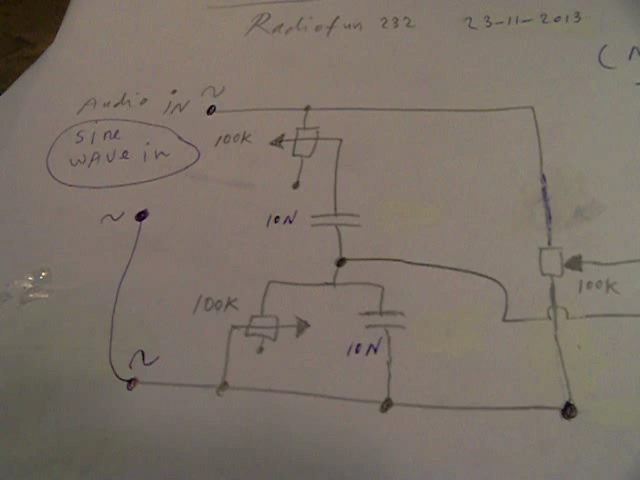 Radiofun 232 23-11-2013
(
Audio in ~
Sine
wave in
100K
10N
~
100K
100K
10N
~